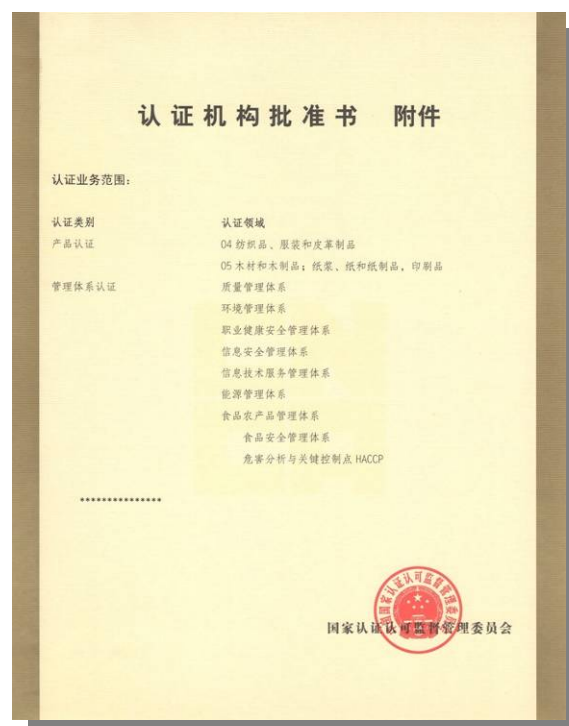 认证机构批准书 附件
认证业务范围：
认证类别 认证领域
产品认证 04 纺织品、服装和皮革制品
05 木材和木制品；纸浆、纸和纸制品，印刷品
管理体系认证 质量管理体系
环境管理体系
职业健康安全管理体系
信息安全管理体系
信息技术服务管理体系
能源管理体系
食品农产品管理体系
食品安全管理体系
危害分析与关键控制点 HACCP
***************
国家认证认可监督管理委员会